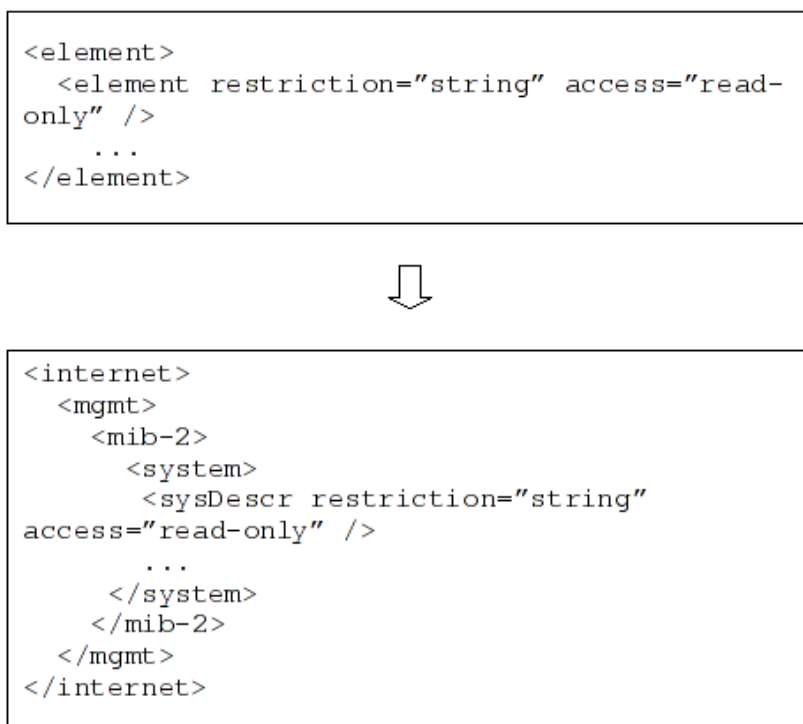 <element>
  <element restriction=”string” access=”read-
only” />
    ...
</element>
<internet>
  <mgmt>
    <mib-2>
      <system>
       <sysDescr restriction=”string”
access=”read-only” />
       ...
     </system>
    </mib-2>
  </mgmt>
</internet>